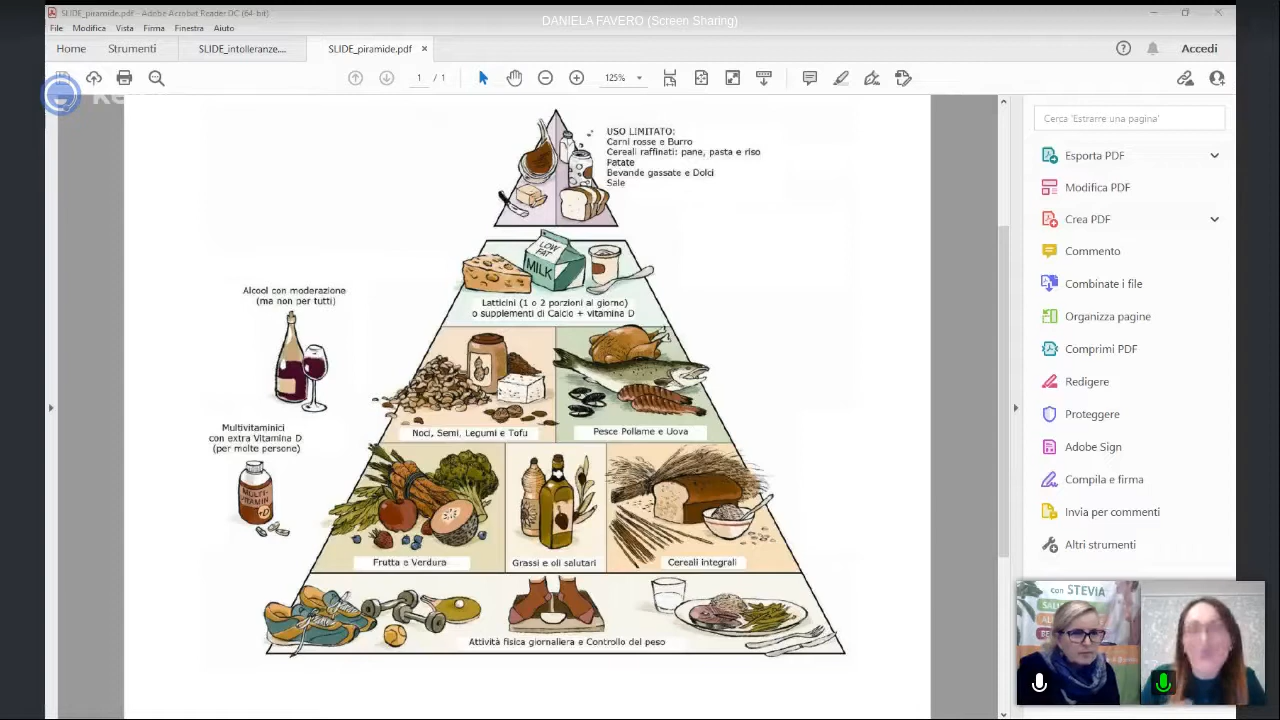 SLIDE_piramide.pdf - Adobe Acrobat Reader DC (64-bit)
DANIELA FAVERO (Screen Sharing)
File Modifica Vista Firma Finestra Aiuto
Home Strumenti SLIDE_intolleranze.... SLIDE_piramide.pdf × Accedi
1 / 1 125%
Cerca 'Estrarre una pagina'
Esporta PDF
Modifica PDF
Crea PDF
Commento
Combinate i file
Organizza pagine
Comprimi PDF
Redigere
Proteggere
Adobe Sign
Compila e firma
Invia per commenti
Altri strumenti
USO LIMITATO:
Carni rosse e Burro
Cereali raffinati: pane, pasta e riso
Patate
Bevande gassate e Dolci
Sale
LOW
FAT
MILK
Latticini (1 o 2 porzioni al giorno)
o supplementi di Calcio + vitamina D
Alcool con moderazione
(ma non per tutti)
Noci, Semi, Legumi e Tofu
Pesce Pollame e Uova
Multivitaminici
con extra Vitamina D
(per molte persone)
MULTI-
VITAMIN
Frutta e Verdura
Grassi e oli salutari
Cereali integrali
Attività fisica giornaliera e Controllo del peso
con STEVIA